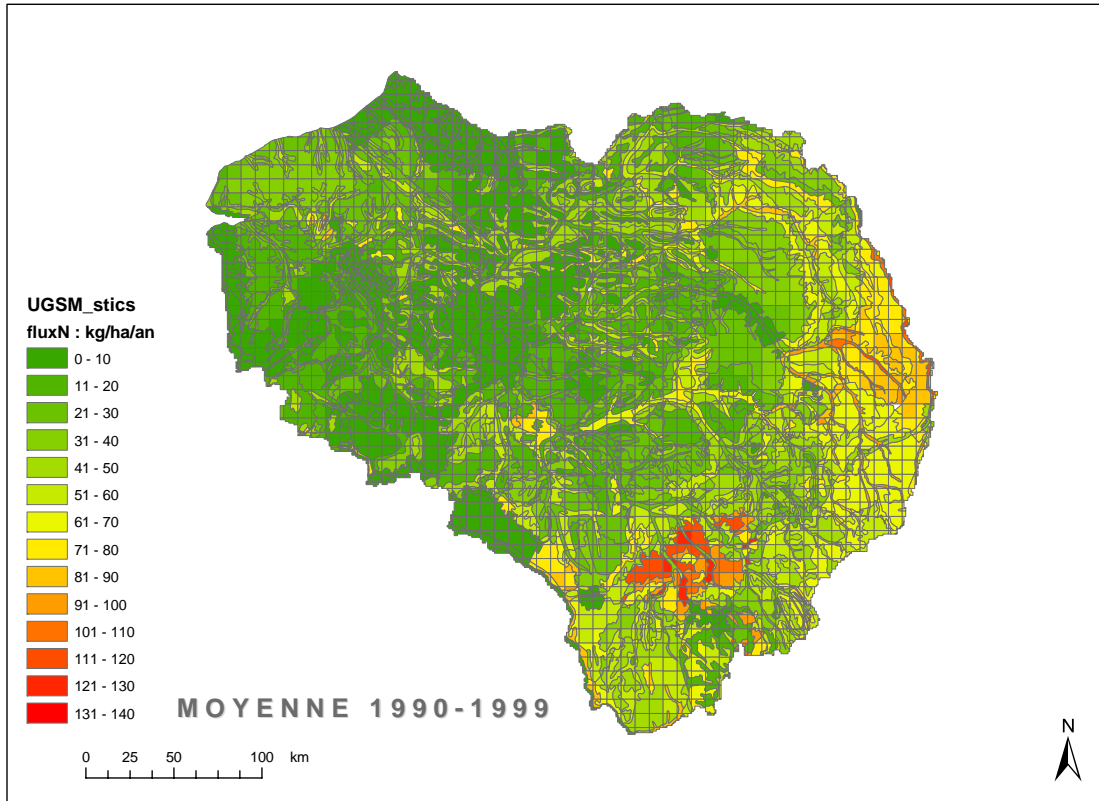 UGSM_stics
fluxN : kg/ha/an
0 - 10
11 - 20
21 - 30
31 - 40
41 - 50
51 - 60
61 - 70
71 - 80
81 - 90
91 - 100
101 - 110
111 - 120
121 - 130
131 - 140
MOYENNE 1990-1999
0 25 50 100 km
N